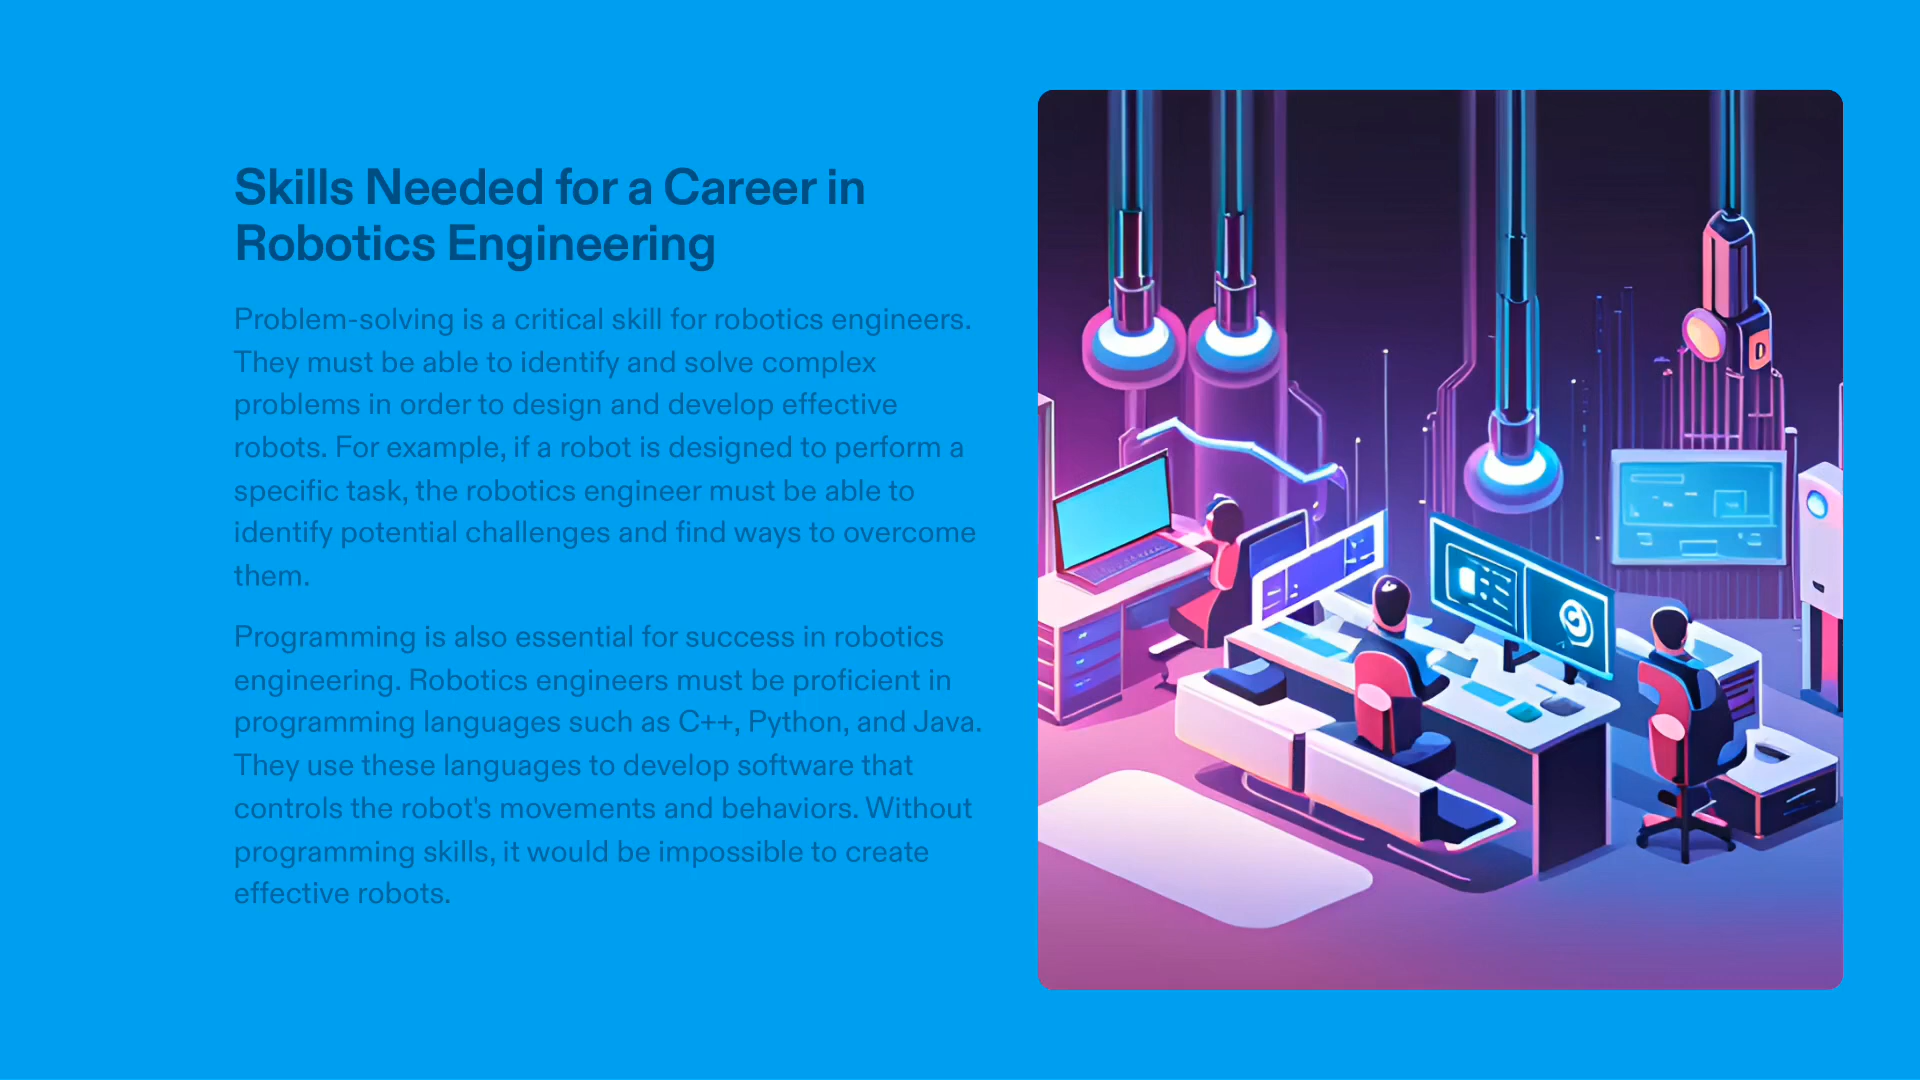 Skills Needed for a Career in
Robotics Engineering
Problem-solving is a critical skill for robotics engineers.
They must be able to identify and solve complex
problems in order to design and develop effective
robots. For example, if a robot is designed to perform a
specific task, the robotics engineer must be able to
identify potential challenges and find ways to overcome
them.
Programming is also essential for success in robotics
engineering. Robotics engineers must be proficient in
programming languages such as C++, Python, and Java.
They use these languages to develop software that
controls the robot's movements and behaviors. Without
programming skills, it would be impossible to create
effective robots.